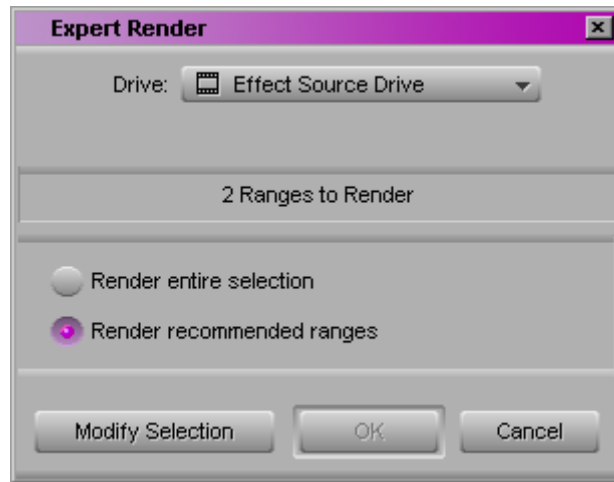 Expert Render
Drive: Effect Source Drive
2 Ranges to Render
Render entire selection
Render recommended ranges
Modify Selection OK Cancel